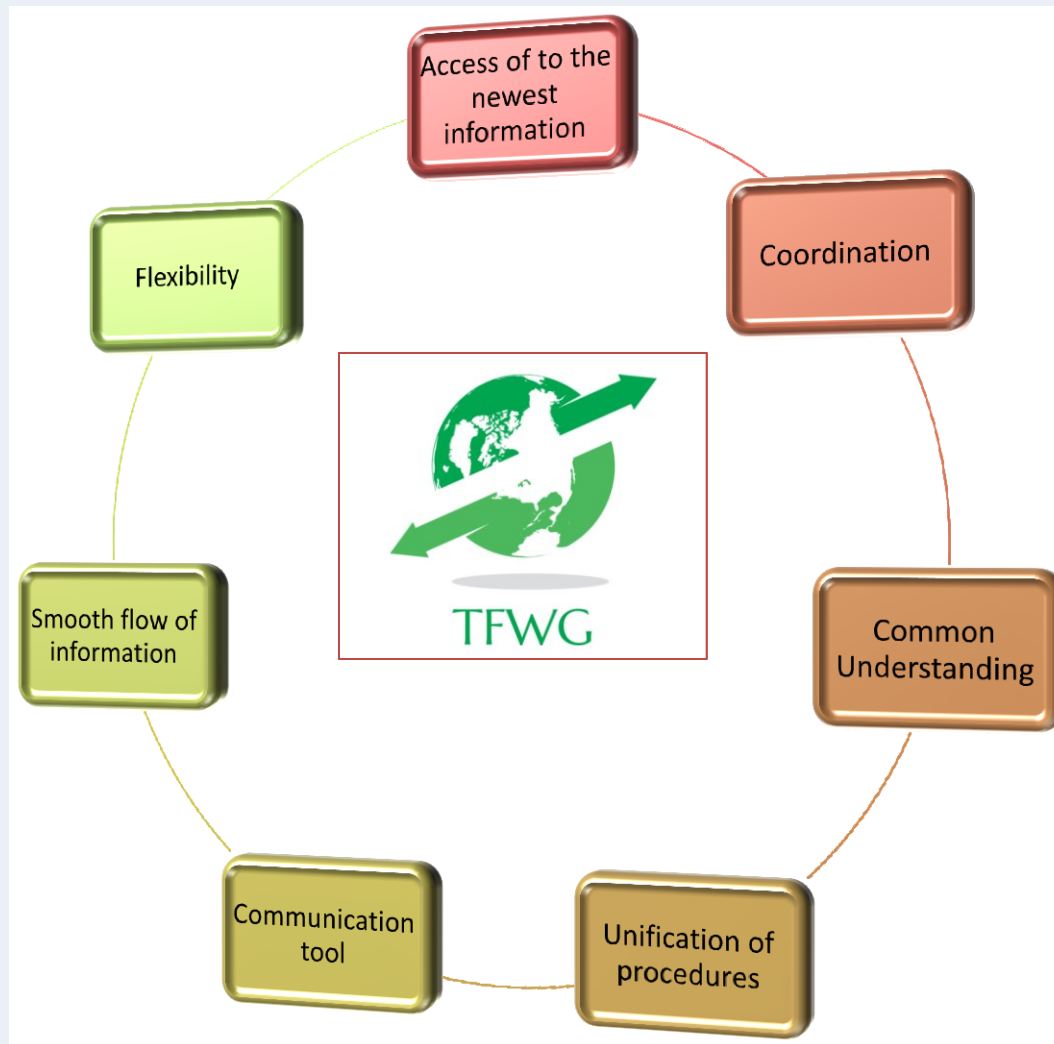 Access of to the
newest
information
Coordination
Common
Understanding
Unification of
procedures
Communication
tool
Smooth flow of
information
Flexibility
TFWG